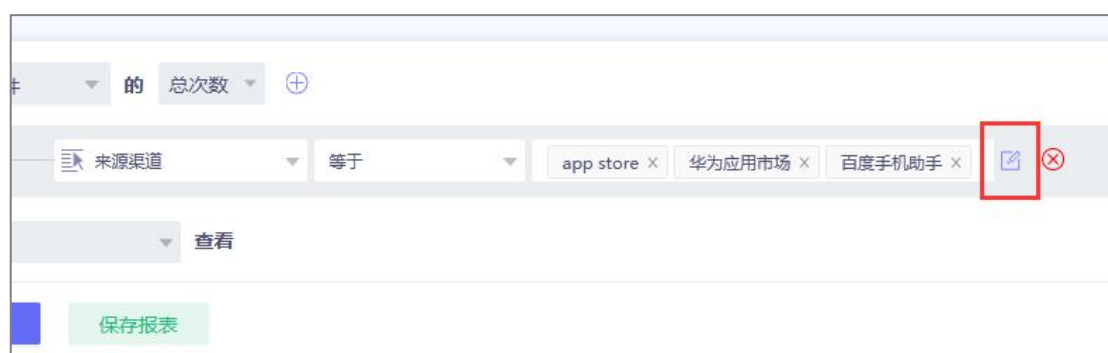 的 总次数
来源渠道 等于 app store × 华为应用市场 × 百度手机助手 ×
查看
保存报表